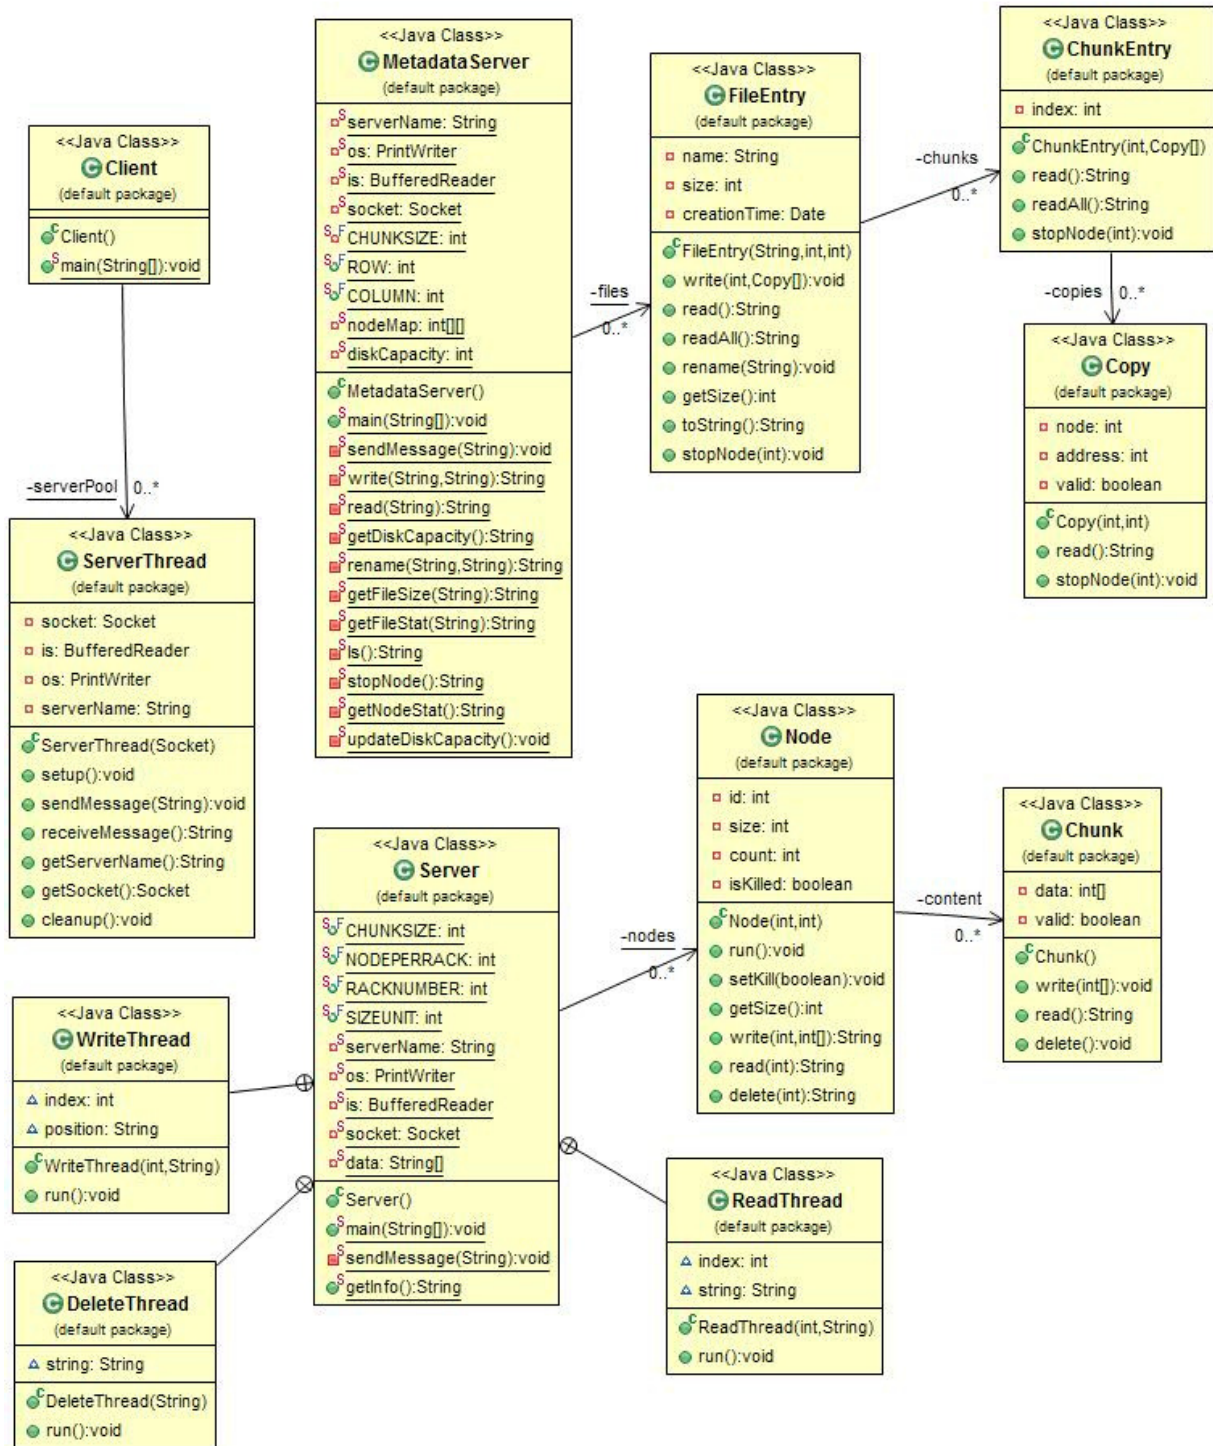 <<Java Class>>
Client
(default package)
Client()
main(String[]):void
-serverPool
0..*
<<Java Class>>
ServerThread
(default package)
socket: Socket
is: BufferedReader
os: PrintWriter
serverName: String
ServerThread(Socket)
setup():void
sendMessage(String):void
receiveMessage():String
getServerName():String
getSocket():Socket
cleanup():void
<<Java Class>>
MetadataServer
(default package)
serverName: String
os: PrintWriter
is: BufferedReader
socket: Socket
CHUNKSIZE: int
ROW: int
COLUMN: int
nodeMap: int[][]
diskCapacity: int
MetadataServer()
main(String[]):void
sendMessage(String):void
write(String,String):String
read(String):String
getDiskCapacity():String
rename(String,String):String
getFileSize(String):String
getFileStat(String):String
ls():String
stopNode():String
getNodeStat():String
updateDiskCapacity():void
-files
0..*
<<Java Class>>
FileEntry
(default package)
name: String
size: int
creationTime: Date
FileEntry(String,int,int)
write(int,Copy[]):void
read():String
readAll():String
rename(String):void
getSize():int
toString():String
stopNode(int):void
-chunks
0..*
<<Java Class>>
ChunkEntry
(default package)
index: int
ChunkEntry(int,Copy[])
read():String
readAll():String
stopNode(int):void
-copies
0..*
<<Java Class>>
Copy
(default package)
node: int
address: int
valid: boolean
Copy(int,int)
read():String
stopNode(int):void
<<Java Class>>
Server
(default package)
CHUNKSIZE: int
NODEPERRACK: int
RACKNUMBER: int
SIZEUNIT: int
serverName: String
os: PrintWriter
is: BufferedReader
socket: Socket
data: String[]
Server()
main(String[]):void
sendMessage(String):void
getInfo():String
-nodes
0..*
<<Java Class>>
Node
(default package)
id: int
size: int
count: int
isKilled: boolean
Node(int,int)
run():void
setKill(boolean):void
getSize():int
write(int,int[]):String
read(int):String
delete(int):String
-content
0..*
<<Java Class>>
Chunk
(default package)
data: int[]
valid: boolean
Chunk()
write(int[]):void
read():String
delete():void
<<Java Class>>
WriteThread
(default package)
index: int
position: String
WriteThread(int,String)
run():void
<<Java Class>>
DeleteThread
(default package)
string: String
DeleteThread(String)
run():void
<<Java Class>>
ReadThread
(default package)
index: int
string: String
ReadThread(int,String)
run():void